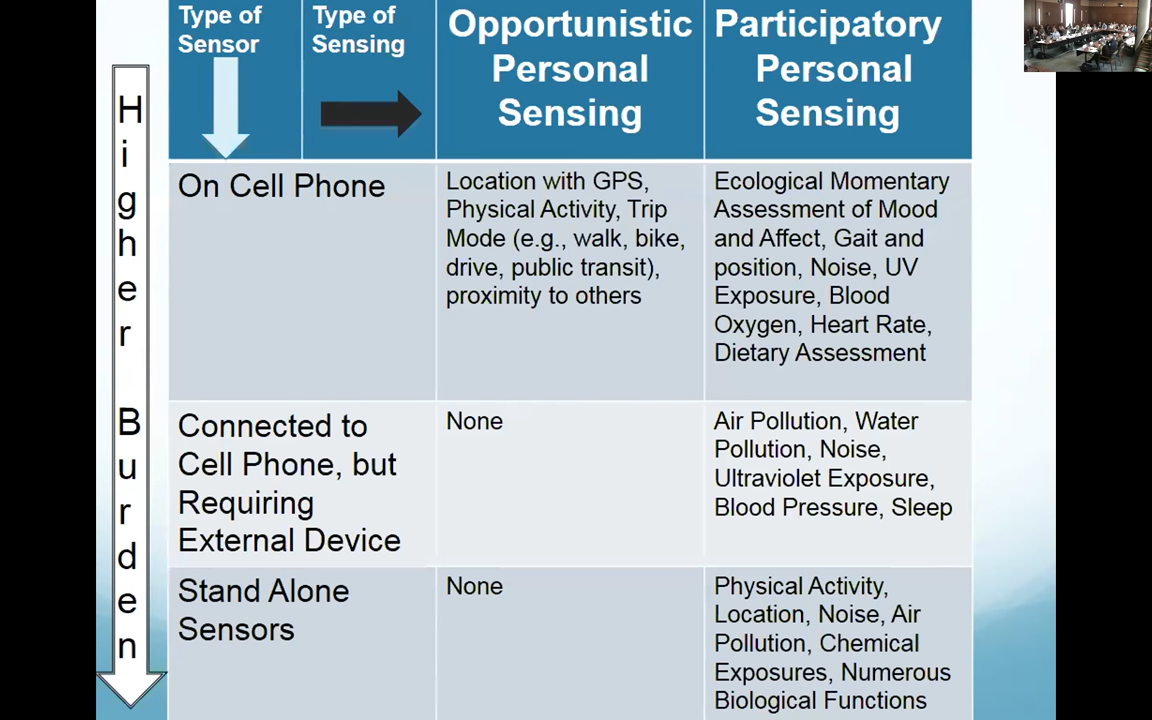 Type of
Sensor
Type of
Sensing
Opportunistic
Personal
Sensing
Participatory
Personal
Sensing
Higher Burden
On Cell Phone
Location with GPS,
Physical Activity, Trip
Mode (e.g., walk, bike,
drive, public transit),
proximity to others
Ecological Momentary
Assessment of Mood
and Affect, Gait and
position, Noise, UV
Exposure, Blood
Oxygen, Heart Rate,
Dietary Assessment
Connected to
Cell Phone, but
Requiring
External Device
None
Air Pollution, Water
Pollution, Noise,
Ultraviolet Exposure,
Blood Pressure, Sleep
Stand Alone
Sensors
None
Physical Activity,
Location, Noise, Air
Pollution, Chemical
Exposures, Numerous
Biological Functions